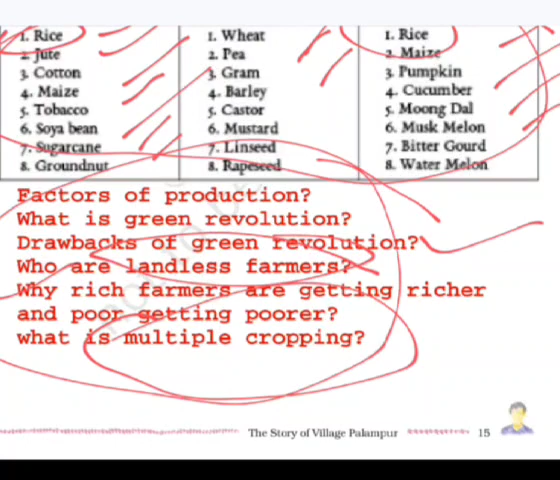 1. Rice 1. Wheat 1. Rice
2. Jute 2. Pea 2. Maize
3. Cotton 3. Gram 3. Pumpkin
4. Maize 4. Barley 4. Cucumber
5. Tobacco 5. Castor 5. Moong Dal
6. Soya bean 6. Mustard 6. Musk Melon
7. Sugarcane 7. Linseed 7. Bitter Gourd
8. Groundnut 8. Rapeseed 8. Water Melon
Factors of production?
What is green revolution?
Drawbacks of green revolution?
Who are landless farmers?
Why rich farmers are getting richer
and poor getting poorer?
what is multiple cropping?
The Story of Village Palampur 15